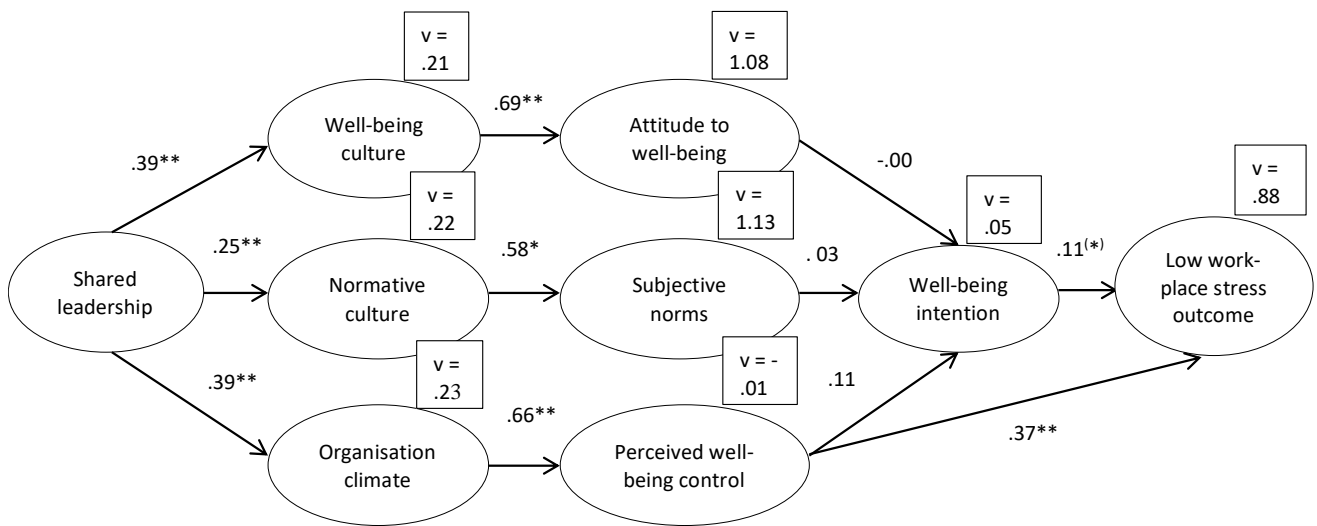 v =
.21
v =
1.08
.69**
Well-being
culture
Attitude to
well-being
.39**
-.00
v =
.22
v =
1.13
v =
.05
v =
.88
.25**
.58*
. 03
.11(*)
Shared
leadership
Normative
culture
Subjective
norms
Well-being
intention
Low work-
place stress
outcome
v =
.23
v = -
.01
.39**
.66**
.11
.37**
Organisation
climate
Perceived well-
being control